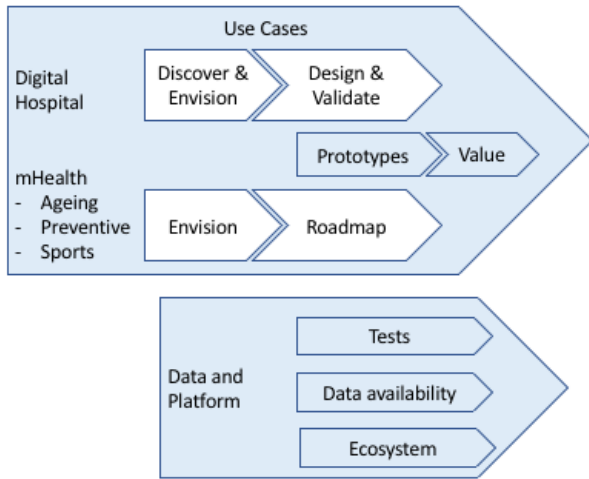 Use Cases
Digital
Hospital
Discover &
Envision
Design &
Validate
Prototypes
Value
mHealth
- Ageing
- Preventive
- Sports
Envision
Roadmap
Data and
Platform
Tests
Data availability
Ecosystem